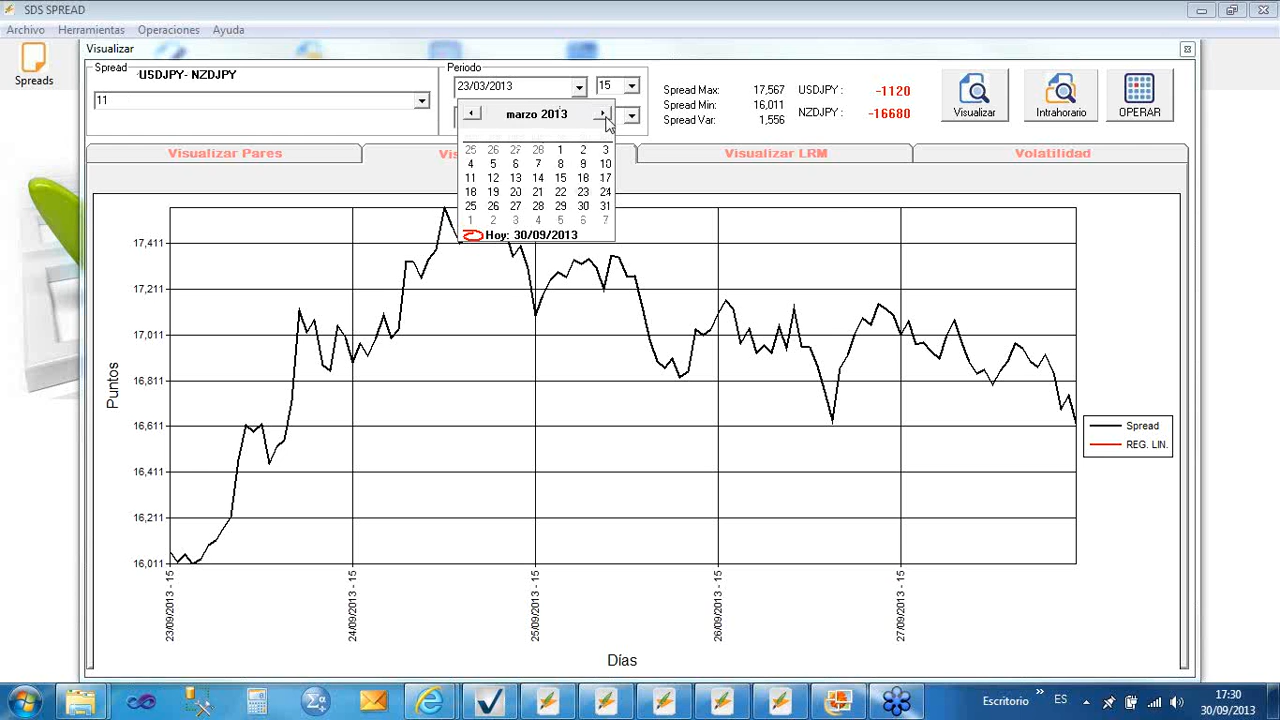 SDS SPREAD
Archivo Herramientas Operaciones Ayuda
Spreads
Visualizar
Spread
USDJPY- NZDJPY
11
Periodo
23/03/2013
15
marzo 2013
25 26 27 28 1 2 3
4 5 6 7 8 9 10
11 12 13 14 15 16 17
18 19 20 21 22 23 24
25 26 27 28 29 30 31
1 2 3 4 5 6 7
Hoy: 30/09/2013
Spread Max: 17,567
Spread Min: 16,011
Spread Var: 1,556
USDJPY : -1120
NZDJPY : -16680
Visualizar
Intrahorario
OPERAR
Visualizar Pares
Vis
Visualizar LRM
Volatilidad
Puntos
17,411
17,211
17,011
16,811
16,611
16,411
16,211
16,011
23/09/2013 - 15
24/09/2013 - 15
25/09/2013 - 15
26/09/2013 - 15
27/09/2013 - 15
Días
Spread
REG. LIN.
Escritorio
ES
17:30
30/09/2013